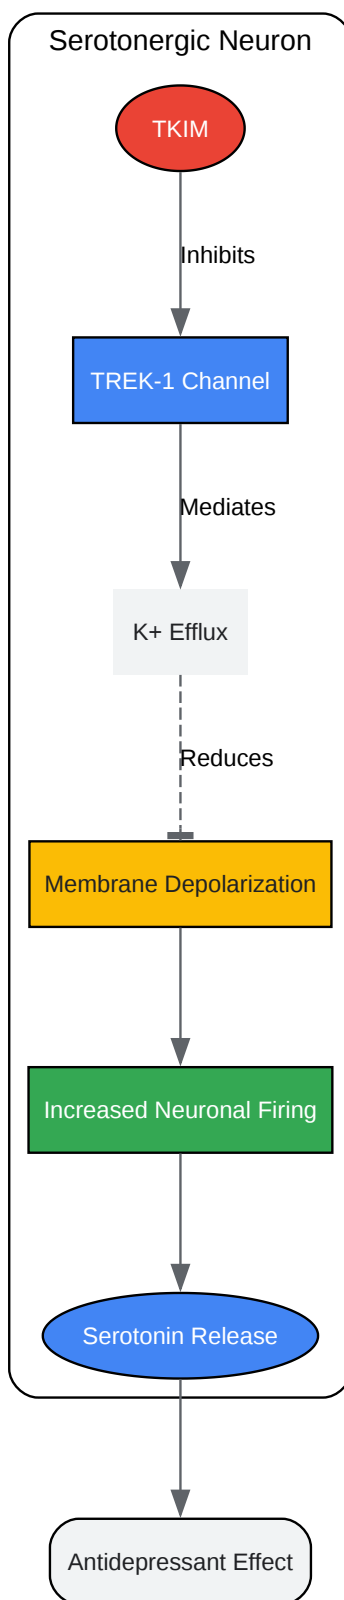 Serotonergic Neuron
TKIM
Inhibits
TREK-1 Channel
Mediates
K+ Efflux
Reduces
Membrane Depolarization
Increased Neuronal Firing
Serotonin Release
Antidepressant Effect